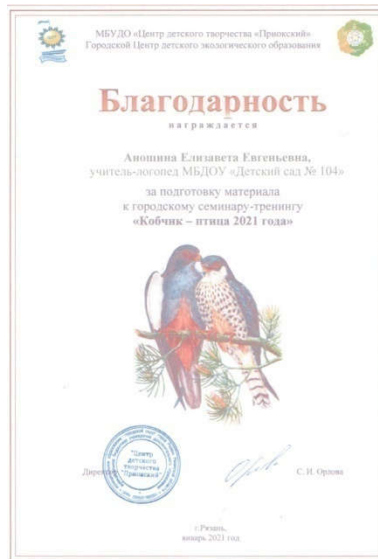 МБУДО «Центр детского творчества «Приокский»
Городской Центр детского экологического образования
Благодарность
награждается
Аношина Елизавета Евгеньевна,
учитель-логопед МБДОУ «Детский сад № 104»
за подготовку материала
к городскому семинару-тренингу
«Кобчик – птица 2021 года»
"Центр
детского
творчества
"Приокский"
Директор
С. И. Орлова
г.Рязань,
январь 2021 год